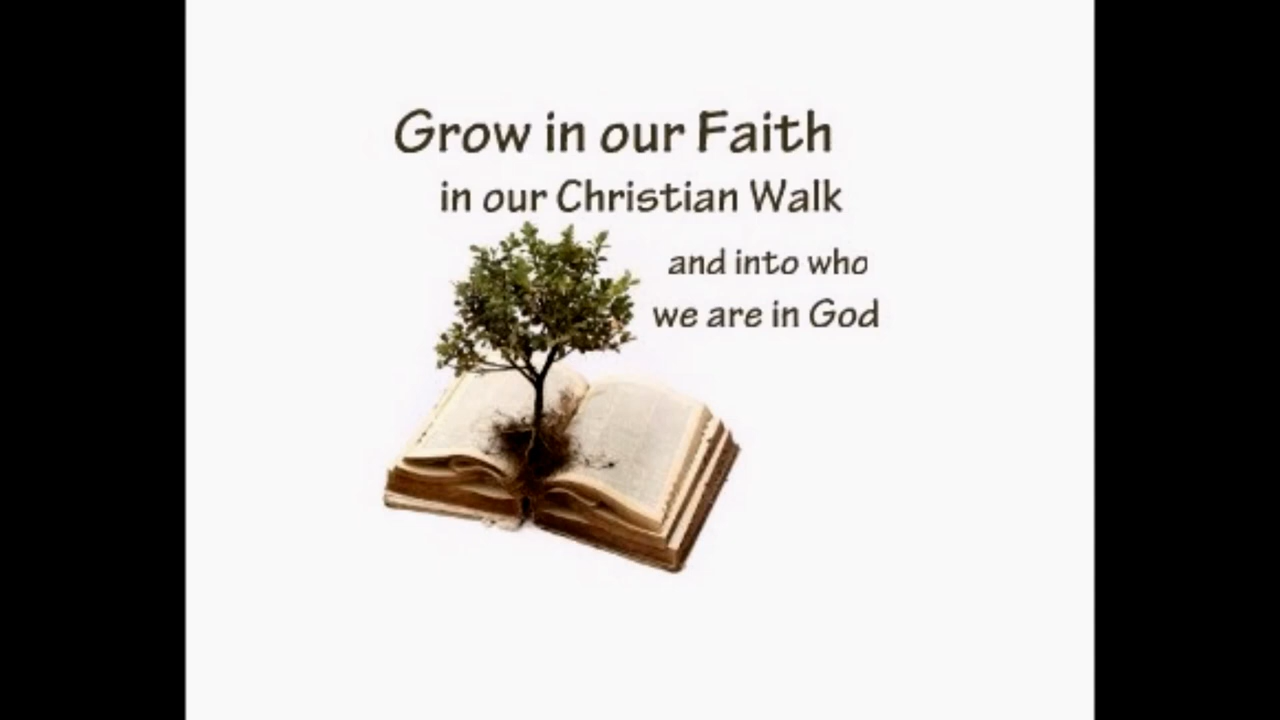 Grow in our Faith
in our Christian Walk
and into who
we are in God